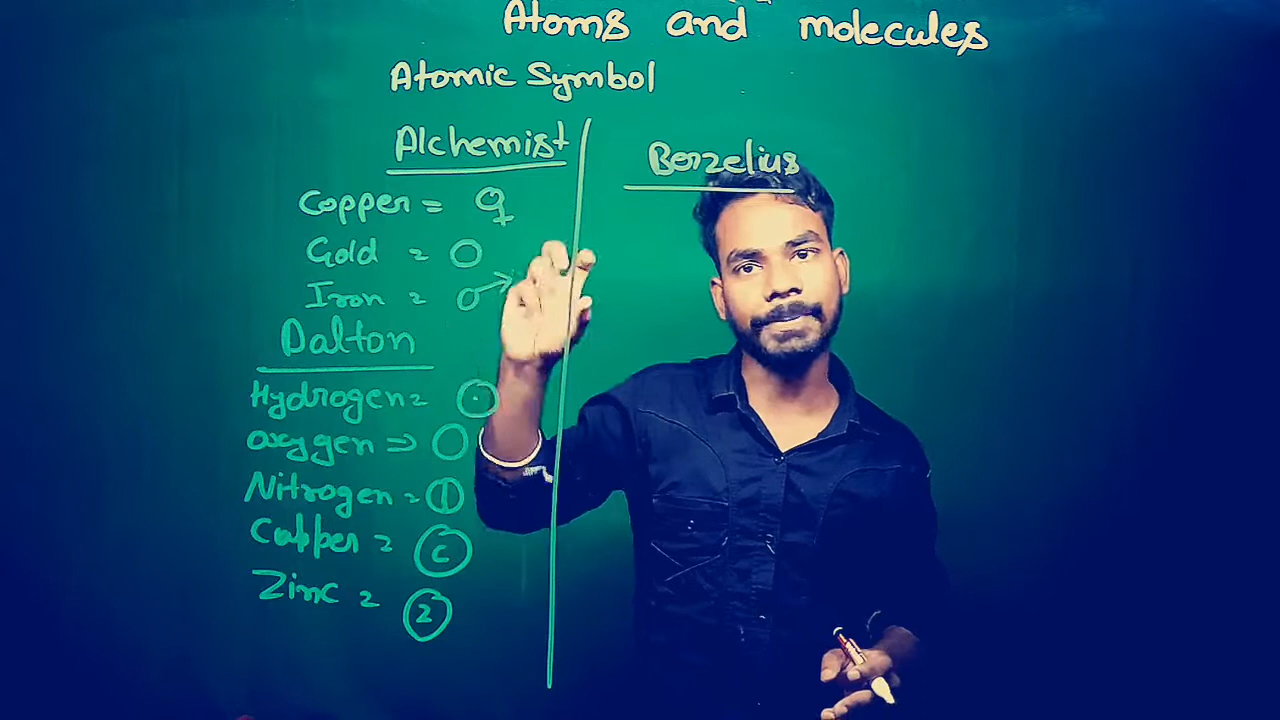 Atoms and molecules
Atomic Symbol
Alchemist
Copper = ♀
Gold = O
Iron = ♂
Dalton
Hydrogen = ⊙
oxygen => O
Nitrogen = ⦶
Copper = Ⓒ
Zinc = Ⓩ
Berzelius